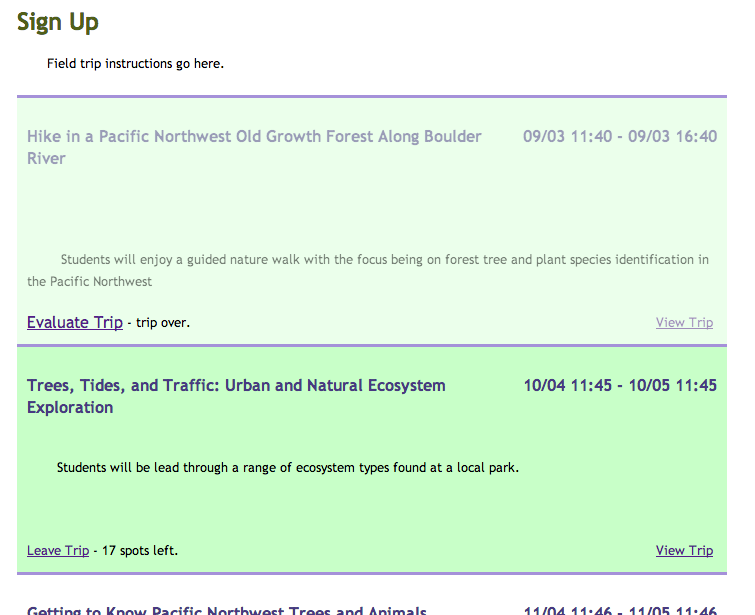 Sign Up
Field trip instructions go here.
Hike in a Pacific Northwest Old Growth Forest Along Boulder 09/03 11:40 - 09/03 16:40
River
Students will enjoy a guided nature walk with the focus being on forest tree and plant species identification in
the Pacific Northwest
Evaluate Trip - trip over. View Trip
Trees, Tides, and Traffic: Urban and Natural Ecosystem 10/04 11:45 - 10/05 11:45
Exploration
Students will be lead through a range of ecosystem types found at a local park.
Leave Trip - 17 spots left. View Trip
Getting to Know Pacific Northwest Trees and Animals 11/04 11:46 - 11/05 11:46